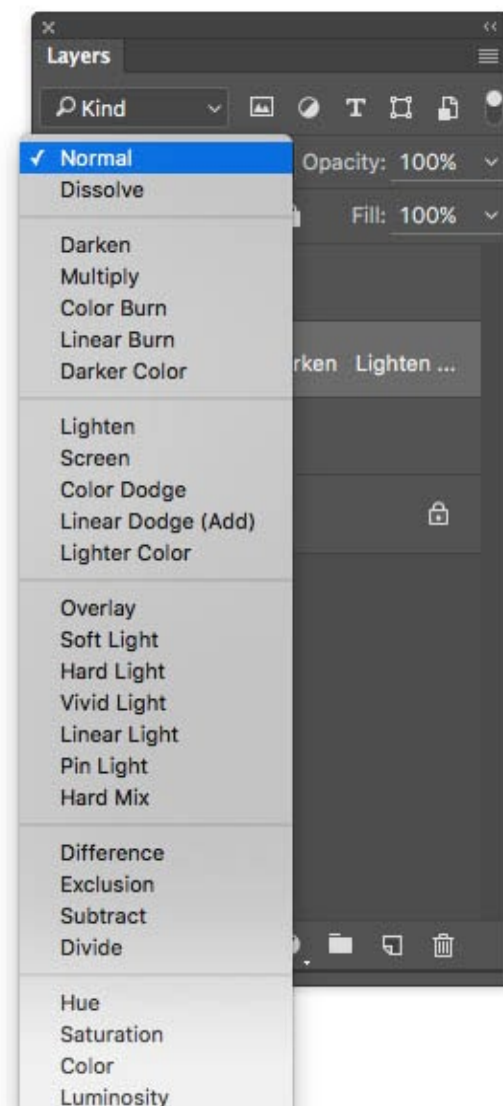 Layers
Kind
Normal
Opacity: 100%
Dissolve
Fill: 100%
Darken
Multiply
Color Burn
Linear Burn
Darker Color
rken Lighten ...
Lighten
Screen
Color Dodge
Linear Dodge (Add)
Lighter Color
Overlay
Soft Light
Hard Light
Vivid Light
Linear Light
Pin Light
Hard Mix
Difference
Exclusion
Subtract
Divide
Hue
Saturation
Color
Luminosity